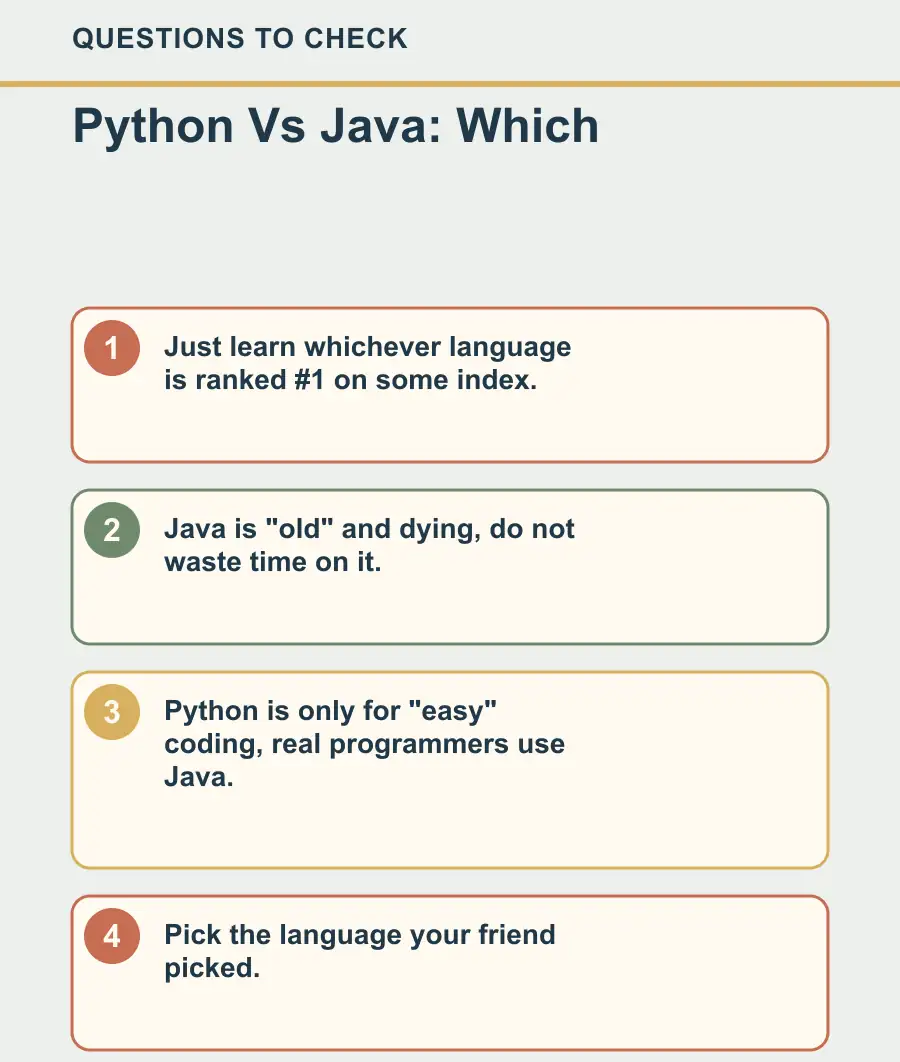 QUESTIONS TO CHECK
Python Vs Java: Which
1
Just learn whichever language
is ranked #1 on some index.
2
Java is "old" and dying, do not
waste time on it.
3
Python is only for "easy"
coding, real programmers use
Java.
4
Pick the language your friend
picked.